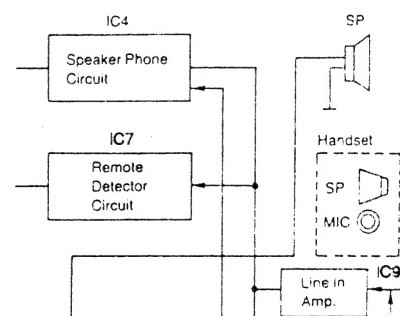 IC4
SP
Speaker Phone
Circuit
IC7
Handset
Remote
Detector
Circuit
SP
MIC
IC9
Line in
Amp.